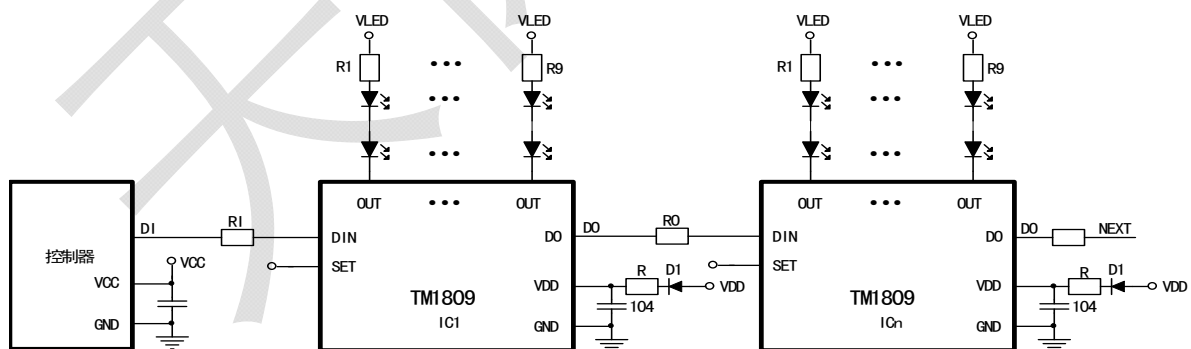 VLED VLED VLED VLED
R1 ••• R9 R1 ••• R9
••• •••
••• •••
OUT ••• OUT OUT ••• OUT
DI RI DIN DO DO RO DIN DO DO NEXT
控制器 VCC SET SET
VCC VDD R D1 VDD VDD R D1 VDD
TM1809 104 TM1809 104
GND IC1 GND ICn GND